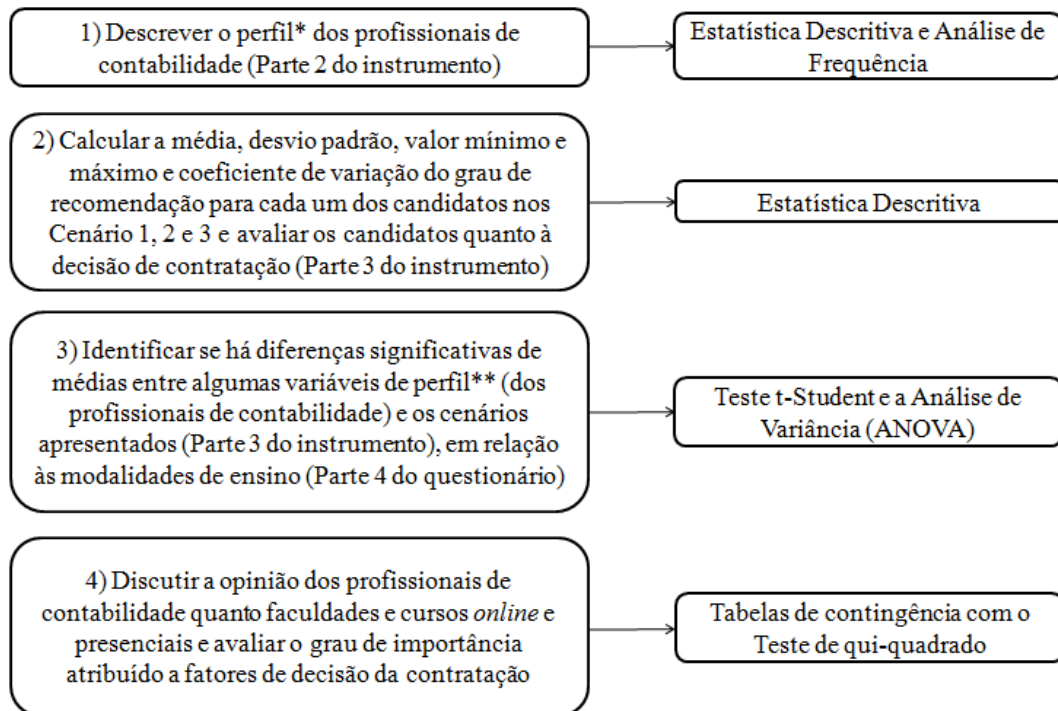 1) Descrever o perfil* dos profissionais de
contabilidade (Parte 2 do instrumento)
Estatística Descritiva e Análise de
Frequência
2) Calcular a média, desvio padrão, valor mínimo e
máximo e coeficiente de variação do grau de
recomendação para cada um dos candidatos nos
Cenário 1, 2 e 3 e avaliar os candidatos quanto à
decisão de contratação (Parte 3 do instrumento)
Estatística Descritiva
3) Identificar se há diferenças significativas de
médias entre algumas variáveis de perfil** (dos
profissionais de contabilidade) e os cenários
apresentados (Parte 3 do instrumento), em relação
às modalidades de ensino (Parte 4 do questionário)
Teste t-Student e a Análise de
Variância (ANOVA)
4) Discutir a opinião dos profissionais de
contabilidade quanto faculdades e cursos online e
presenciais e avaliar o grau de importância
atribuído a fatores de decisão da contratação
Tabelas de contingência com o
Teste de qui-quadrado